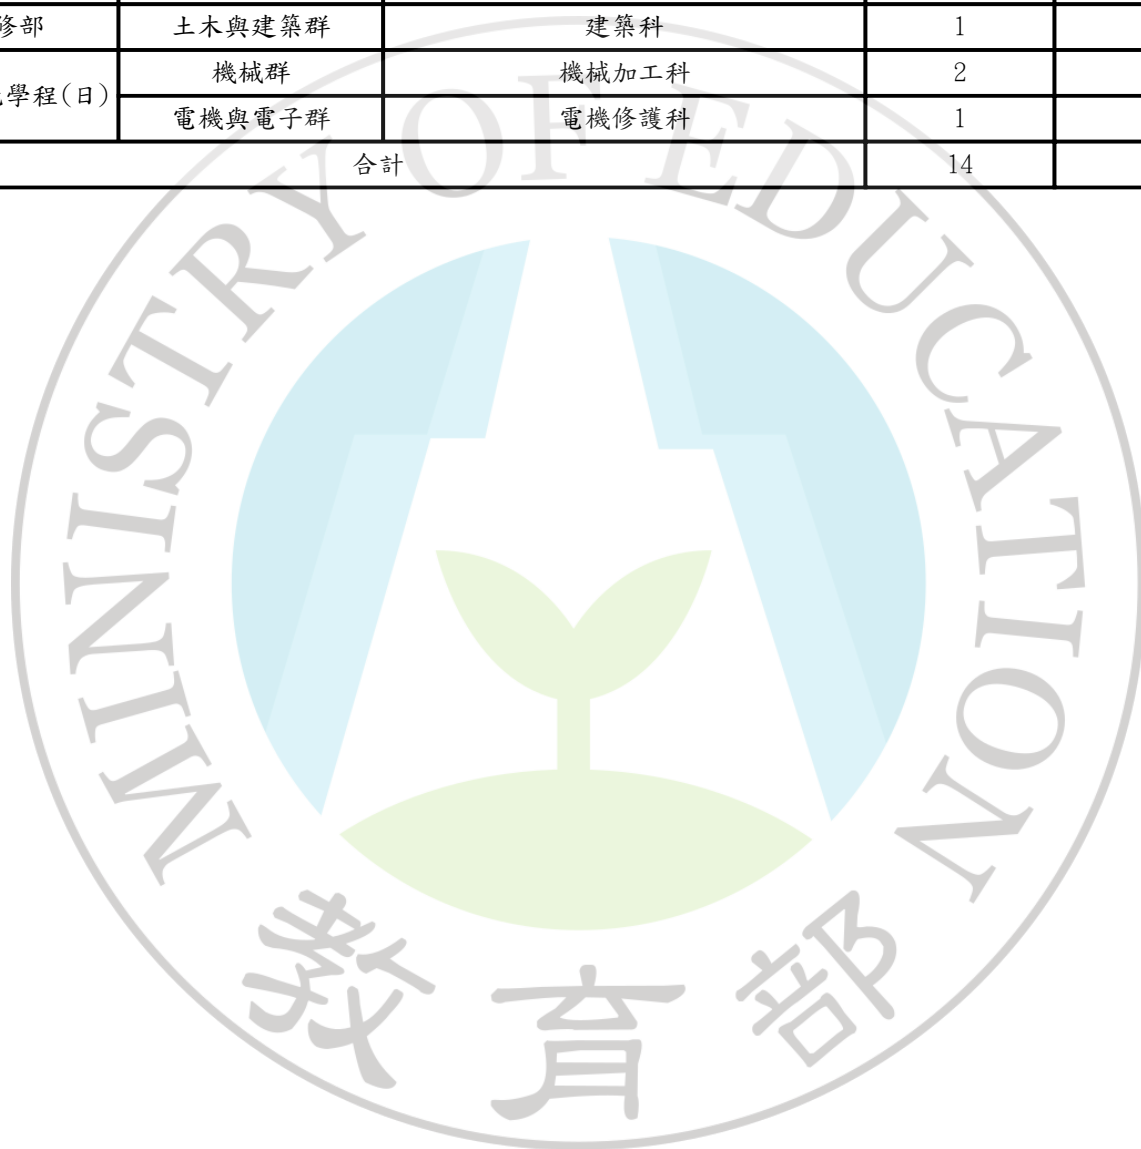 修部 土木與建築群 建築科 1
機械群 機械加工科 2
學程(日)
電機與電子群 電機修護科 1
合計 14
MINISTRY OF EDUCATION
教育部